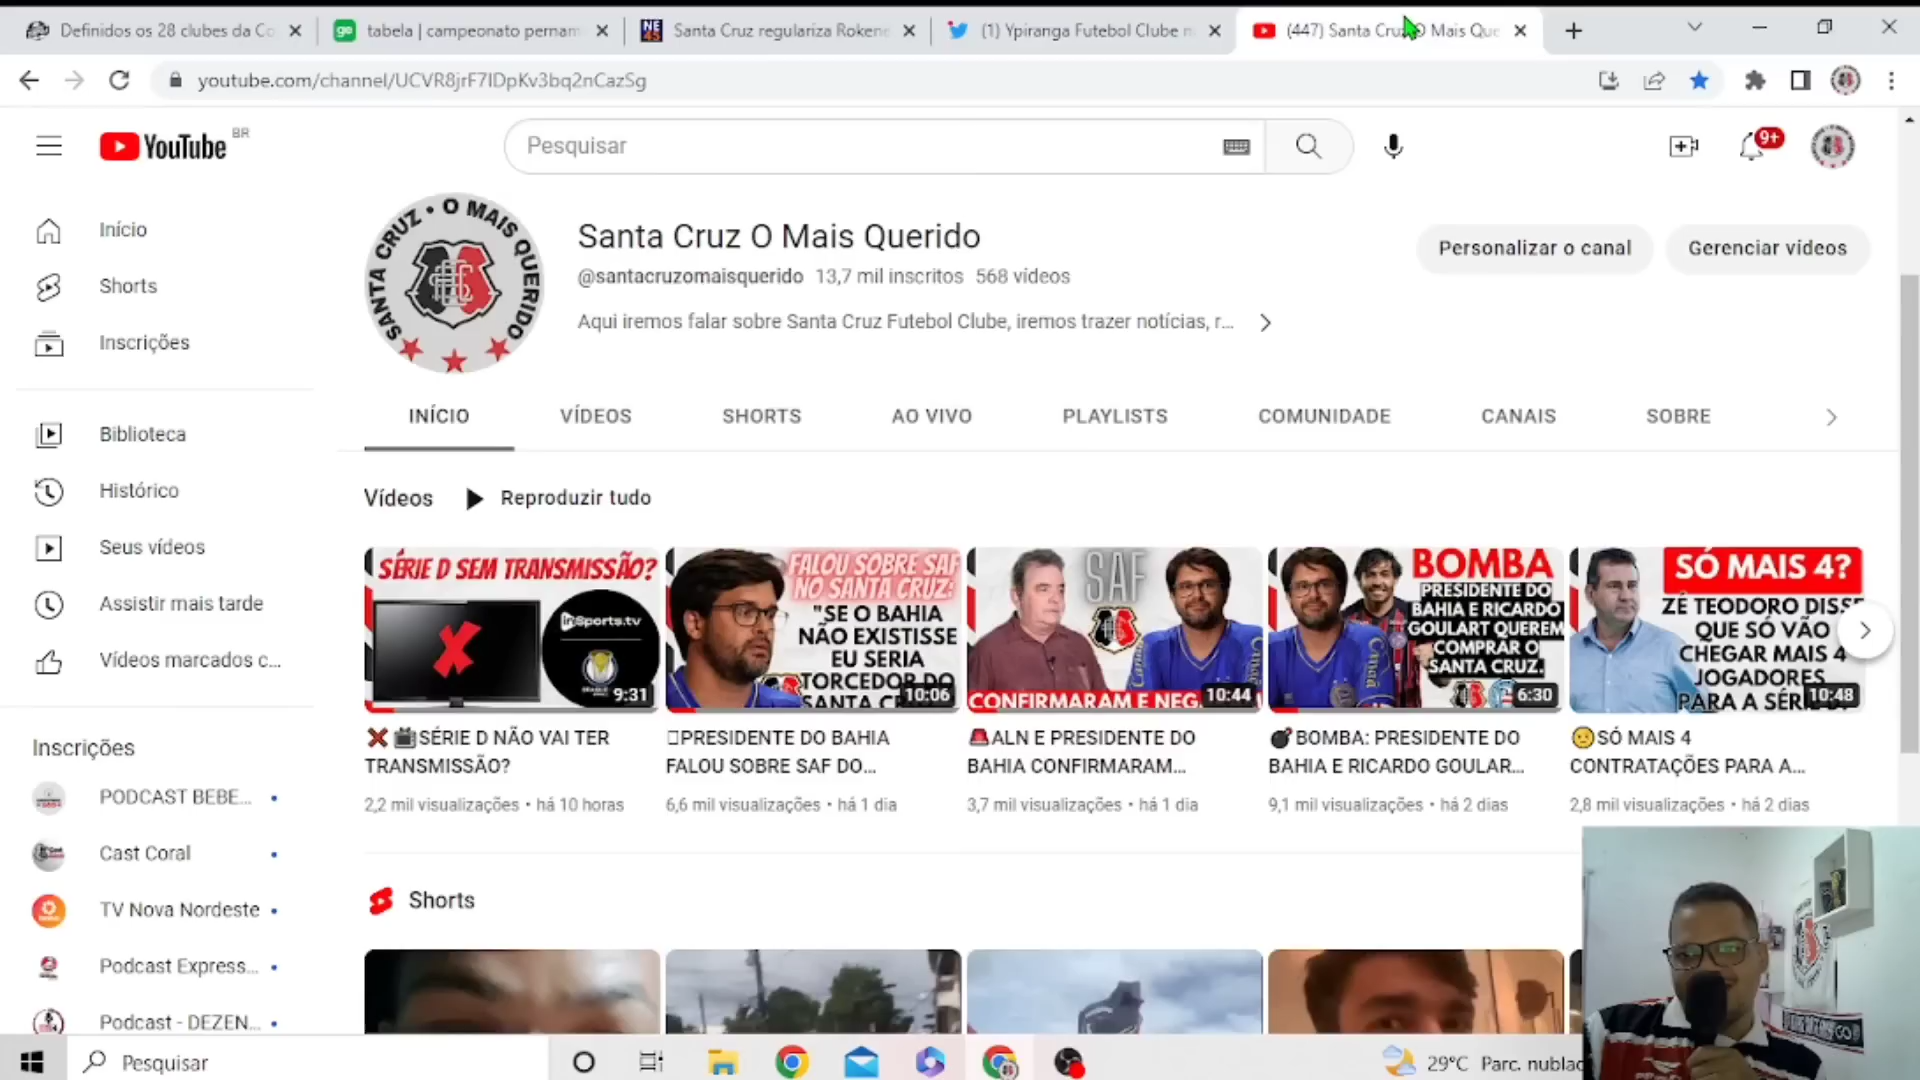 Definidos os 28 clubes da Co
tabela | campeonato pernam
Santa Cruz regulariza Rokene
(1) Ypiranga Futebol Clube n
(447) Santa Cruz O Mais Que
youtube.com/channel/UCVR8jrF7IDpKv3bq2nCazSg
YouTube BR
Pesquisar
9+
Início
Shorts
Inscrições
Biblioteca
Histórico
Seus vídeos
Assistir mais tarde
Vídeos marcados c...
Inscrições
PODCAST BEBE...
Cast Coral
TV Nova Nordeste
Podcast Express...
Podcast - DEZEN...
SANTA CRUZ • O MAIS QUERIDO
Santa Cruz O Mais Querido
@santacruzomaisquerido 13,7 mil inscritos 568 vídeos
Aqui iremos falar sobre Santa Cruz Futebol Clube, iremos trazer notícias, r...
Personalizar o canal
Gerenciar vídeos
INÍCIO
VÍDEOS
SHORTS
AO VIVO
PLAYLISTS
COMUNIDADE
CANAIS
SOBRE
Vídeos
Reproduzir tudo
SÉRIE D SEM TRANSMISSÃO?
InSports.tv
9:31
SÉRIE D NÃO VAI TER
TRANSMISSÃO?
2,2 mil visualizações • há 10 horas
FALOU SOBRE SAF
NO SANTA CRUZ:
"SE O BAHIA
NÃO EXISTISSE
EU SERIA
TORCEDOR DO
SANTA CR
10:06
PRESIDENTE DO BAHIA
FALOU SOBRE SAF DO...
6,6 mil visualizações • há 1 dia
SAF
CONFIRMARAM E NEG
10:44
ALN E PRESIDENTE DO
BAHIA CONFIRMARAM...
3,7 mil visualizações • há 1 dia
BOMBA
PRESIDENTE DO
BAHIA E RICARDO
GOULART QUEREM
COMPRAR O
SANTA CRUZ.
6:30
BOMBA: PRESIDENTE DO
BAHIA E RICARDO GOULAR...
9,1 mil visualizações • há 2 dias
SÓ MAIS 4?
ZÉ TEODORO DISSE
QUE SÓ VÃO
CHEGAR MAIS 4
JOGADORES
PARA A SÉRIE D.
10:48
SÓ MAIS 4
CONTRATAÇÕES PARA A...
2,8 mil visualizações • há 2 dias
Shorts
Pesquisar
29°C Parc. nublad